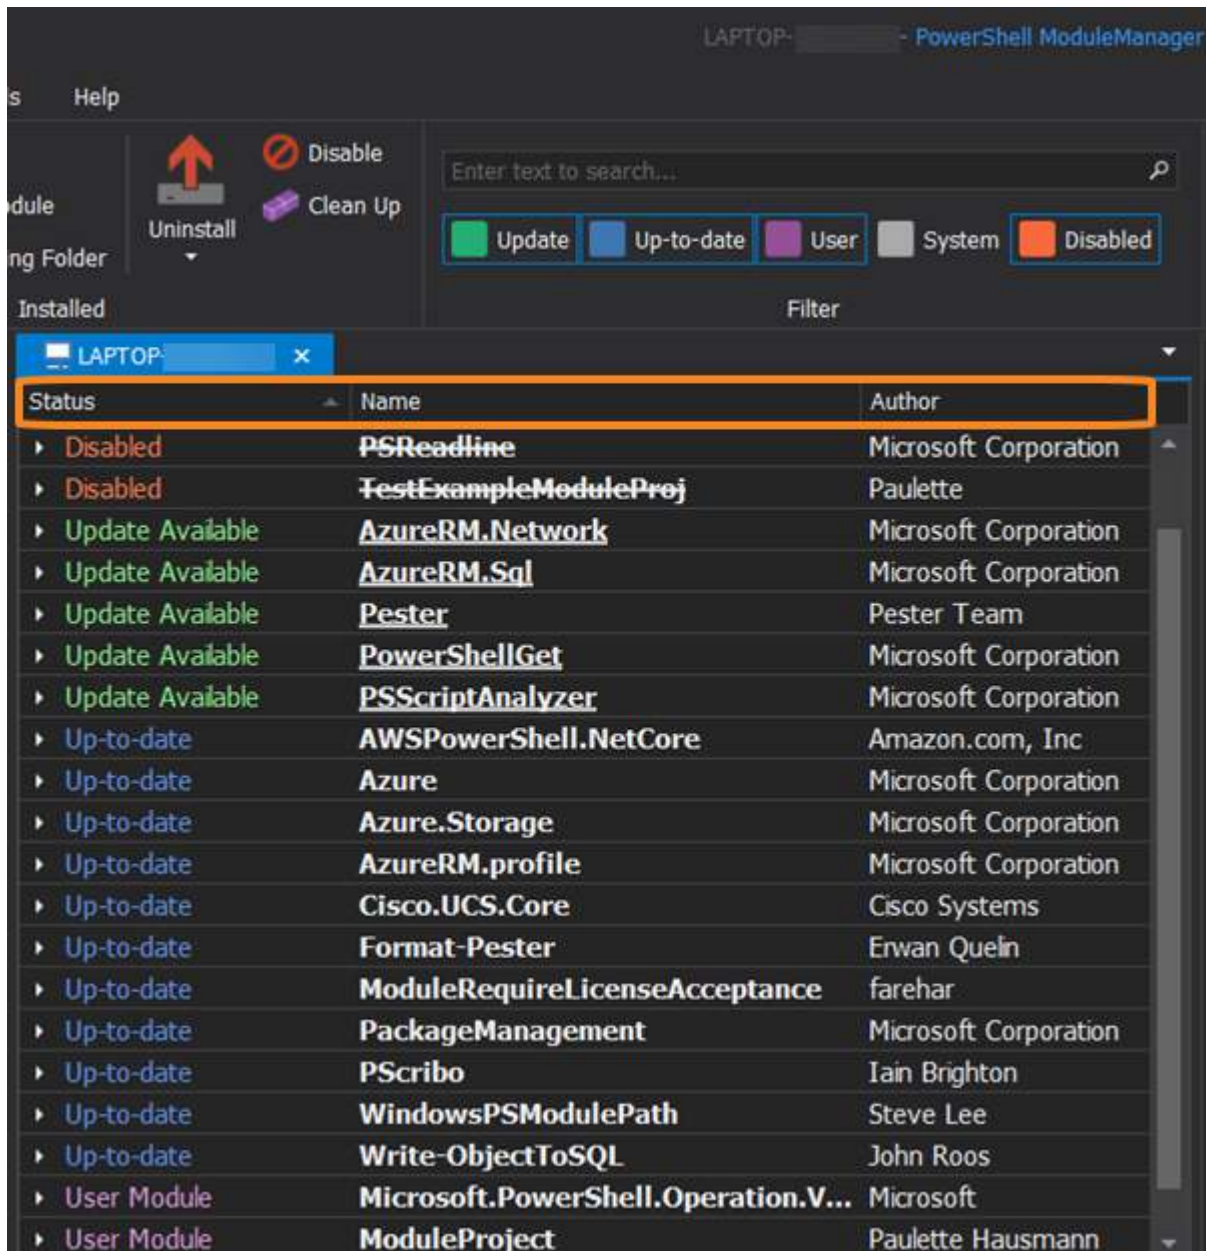 LAPTOP- - PowerShell ModuleManager
s Help
Disable
Enter text to search...
dule Uninstall Clean Up
Update Up-to-date User System Disabled
ng Folder
Installed Filter
LAPTOP-
Status Name Author
Disabled PSReadline Microsoft Corporation
Disabled TestExampleModuleProj Paulette
Update Available AzureRM.Network Microsoft Corporation
Update Available AzureRM.Sql Microsoft Corporation
Update Available Pester Pester Team
Update Available PowerShellGet Microsoft Corporation
Update Available PSScriptAnalyzer Microsoft Corporation
Up-to-date AWSPowerShell.NetCore Amazon.com, Inc
Up-to-date Azure Microsoft Corporation
Up-to-date Azure.Storage Microsoft Corporation
Up-to-date AzureRM.profile Microsoft Corporation
Up-to-date Cisco.UCS.Core Cisco Systems
Up-to-date Format-Pester Erwan Quelin
Up-to-date ModuleRequireLicenseAcceptance farehar
Up-to-date PackageManagement Microsoft Corporation
Up-to-date PScribo Iain Brighton
Up-to-date WindowsPSModulePath Steve Lee
Up-to-date Write-ObjectToSQL John Roos
User Module Microsoft.PowerShell.Operation.V... Microsoft
User Module ModuleProject Paulette Hausmann